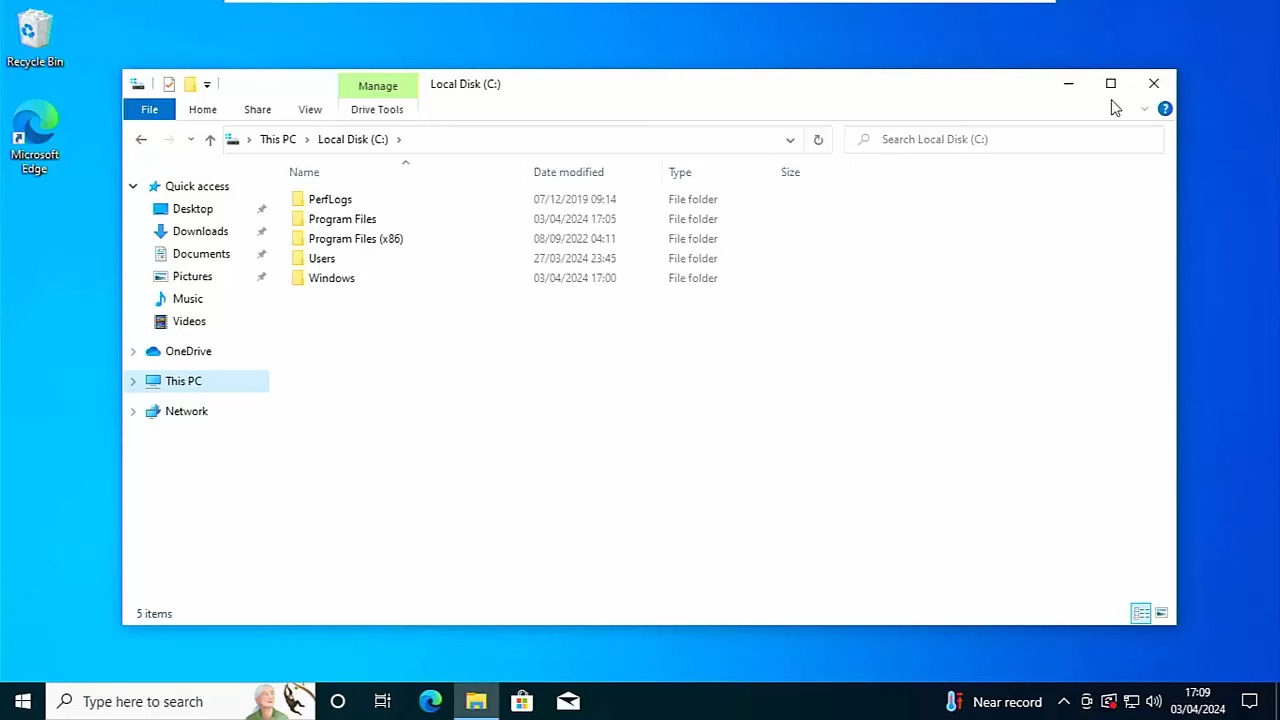 Recycle Bin
Microsoft
Edge
Manage
Local Disk (C:)
File
Home
Share
View
Drive Tools
This PC
Local Disk (C:)
Search Local Disk (C:)
Name
Date modified
Type
Size
Quick access
Desktop
Downloads
Documents
Pictures
Music
Videos
OneDrive
This PC
Network
PerfLogs 07/12/2019 09:14 File folder
Program Files 03/04/2024 17:05 File folder
Program Files (x86) 08/09/2022 04:11 File folder
Users 27/03/2024 23:45 File folder
Windows 03/04/2024 17:00 File folder
5 items
Type here to search
Near record
17:09
03/04/2024